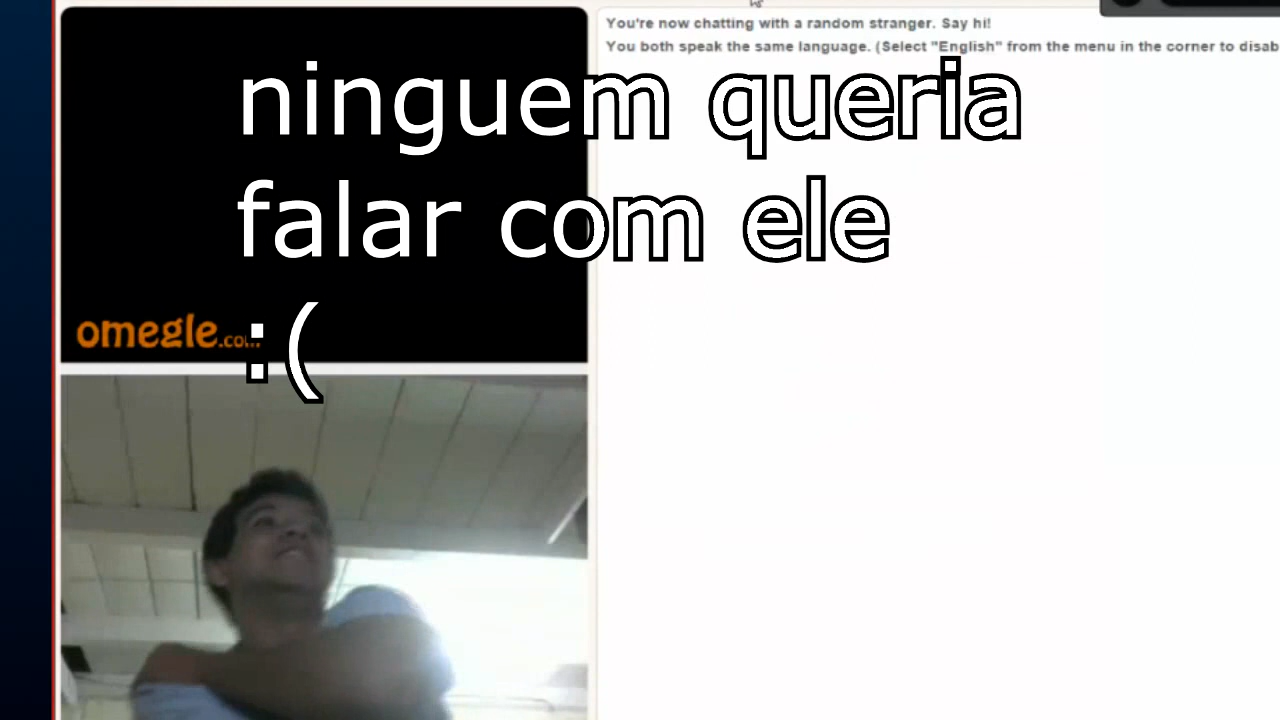 You're now chatting with a random stranger. Say hi!
You both speak the same language. (Select "English" from the menu in the corner to disab
ninguem queria
falar com ele
:(
omegle.com